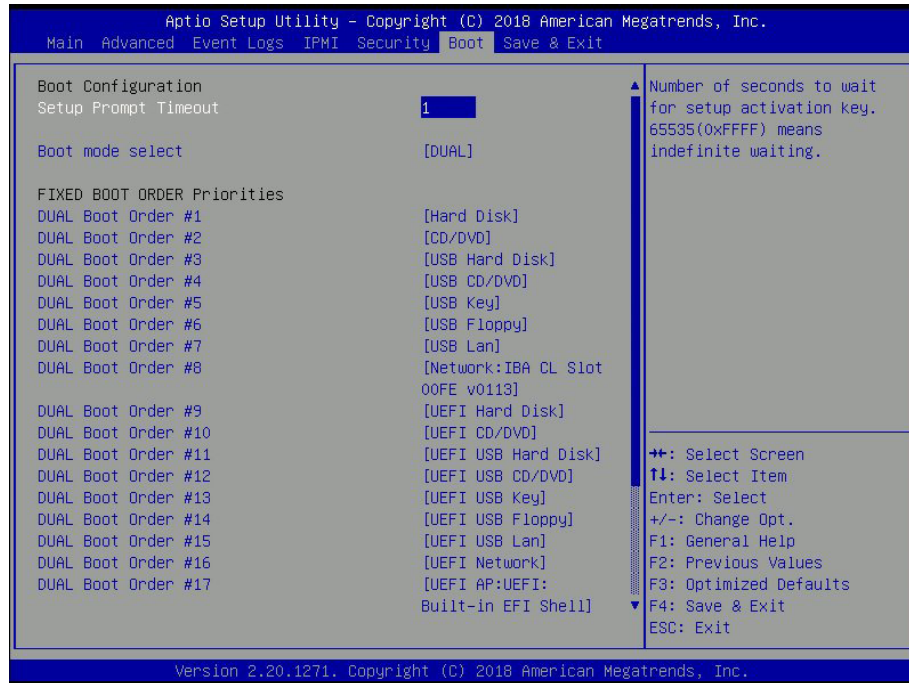 Aptio Setup Utility – Copyright (C) 2018 American Megatrends, Inc.
Main Advanced Event Logs IPMI Security Boot Save & Exit
Boot Configuration
Setup Prompt Timeout 1
Boot mode select [DUAL]
FIXED BOOT ORDER Priorities
DUAL Boot Order #1 [Hard Disk]
DUAL Boot Order #2 [CD/DVD]
DUAL Boot Order #3 [USB Hard Disk]
DUAL Boot Order #4 [USB CD/DVD]
DUAL Boot Order #5 [USB Key]
DUAL Boot Order #6 [USB Floppy]
DUAL Boot Order #7 [USB Lan]
DUAL Boot Order #8 [Network:IBA CL Slot
00FE v0113]
DUAL Boot Order #9 [UEFI Hard Disk]
DUAL Boot Order #10 [UEFI CD/DVD]
DUAL Boot Order #11 [UEFI USB Hard Disk]
DUAL Boot Order #12 [UEFI USB CD/DVD]
DUAL Boot Order #13 [UEFI USB Key]
DUAL Boot Order #14 [UEFI USB Floppy]
DUAL Boot Order #15 [UEFI USB Lan]
DUAL Boot Order #16 [UEFI Network]
DUAL Boot Order #17 [UEFI AP:UEFI:
Built-in EFI Shell]
Number of seconds to wait
for setup activation key.
65535(0xFFFF) means
indefinite waiting.
→←: Select Screen
↑↓: Select Item
Enter: Select
+/-: Change Opt.
F1: General Help
F2: Previous Values
F3: Optimized Defaults
F4: Save & Exit
ESC: Exit
Version 2.20.1271. Copyright (C) 2018 American Megatrends, Inc.